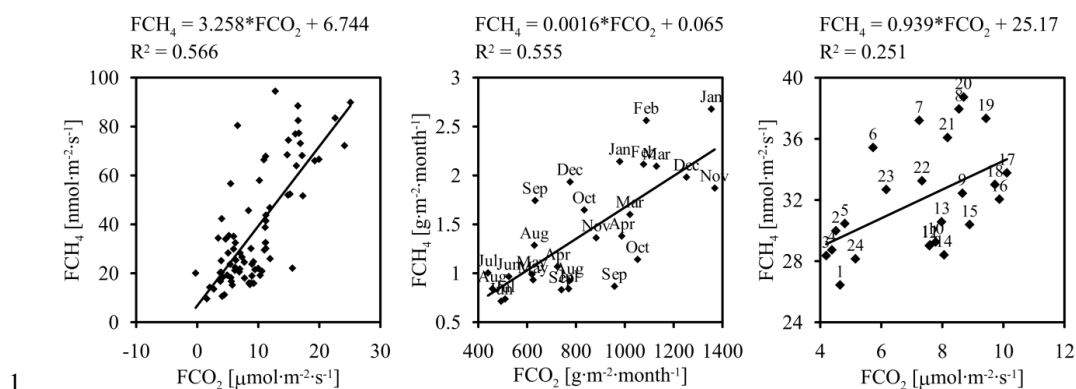 FCH₄ = 3.258*FCO₂ + 6.744
R² = 0.566
100
80
60
40
20
0
-10 0 10 20 30
FCH₄ [nmol·m⁻²·s⁻¹]
FCO₂ [µmol·m⁻²·s⁻¹]
FCH₄ = 0.0016*FCO₂ + 0.065
R² = 0.555
3
2.5
2
1.5
1
0.5
400 600 800 1000 1200 1400
FCH₄ [g·m⁻²·month⁻¹]
FCO₂ [g·m⁻²·month⁻¹]
Jan
Feb
Jan Feb Mar
Dec Dec
Nov
Sep
Oct
Mar
Nov Apr
Aug
Oct
Apr
Jul Jun May
Aug Aug
Sep
Jul
FCH₄ = 0.939*FCO₂ + 25.17
R² = 0.251
40
36
32
28
24
4 6 8 10 12
FCH₄ [nmol·m⁻²·s⁻¹]
FCO₂ [µmol·m⁻²·s⁻¹]
20
8
7 19
21
6
17
22 18
23 9
2 5 13 15
10
3 24 14
1
1